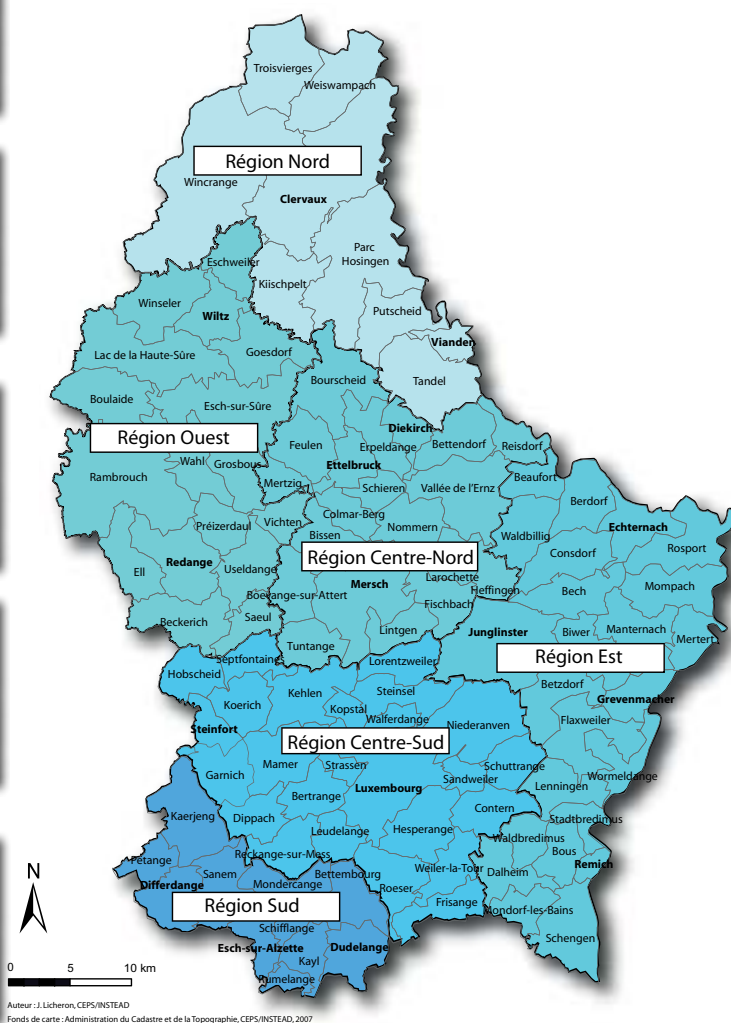 Troisvierges
Weiswampach
Région Nord
Wincrange
Clervaux
Parc
Hosingen
Eschweiler
Kiischpelt
Winseler
Wiltz
Putscheid
Vianden
Lac de la Haute-Sûre
Goesdorf
Tandel
Bourscheid
Boulaide
Esch-sur-Sûre
Diekirch
Région Ouest
Feulen
Erpeldange
Bettendorf
Reisdorf
Wahl
Grosbous
Ettelbruck
Rambrouch
Mertzig
Schieren
Vallée de l'Ernz
Beaufort
Berdorf
Préizerdaul
Vichten
Colmar-Berg
Nommern
Bissen
Waldbillig
Echternach
Consdorf
Rosport
Région Centre-Nord
Redange
Ell
Useldange
Mersch
Larochette
Heffingen
Bech
Mompach
Boevange-sur-Attert
Fischbach
Beckerich
Saeul
Lintgen
Junglinster
Biwer
Manternach
Mertert
Tuntange
Région Est
Septfontaines
Lorentzweiler
Hobscheid
Kehlen
Steinsel
Betzdorf
Koerich
Kopstal
Walferdange
Niederanven
Grevenmacher
Flaxweiler
Steinfort
Région Centre-Sud
Garnich
Mamer
Strassen
Sandweiler
Schuttrange
Wormeldange
Lenningen
Bertrange
Luxembourg
Contern
Kaerjeng
Dippach
Leudelange
Hesperange
Stadtbredimus
Waldbredimus
Bous
Remich
Reckange-sur-Mess
Pétange
Sanem
Bettembourg
Weiler-la-Tour
Dalheim
Differdange
Mondercange
Roeser
Région Sud
Frisange
Mondorf-les-Bains
Schifflange
Schengen
Esch-sur-Alzette
Dudelange
Kayl
Rumelange
N
0 5 10 km
Auteur : J. Licheron, CEPS/INSTEAD
Fonds de carte : Administration du Cadastre et de la Topographie, CEPS/INSTEAD, 2007